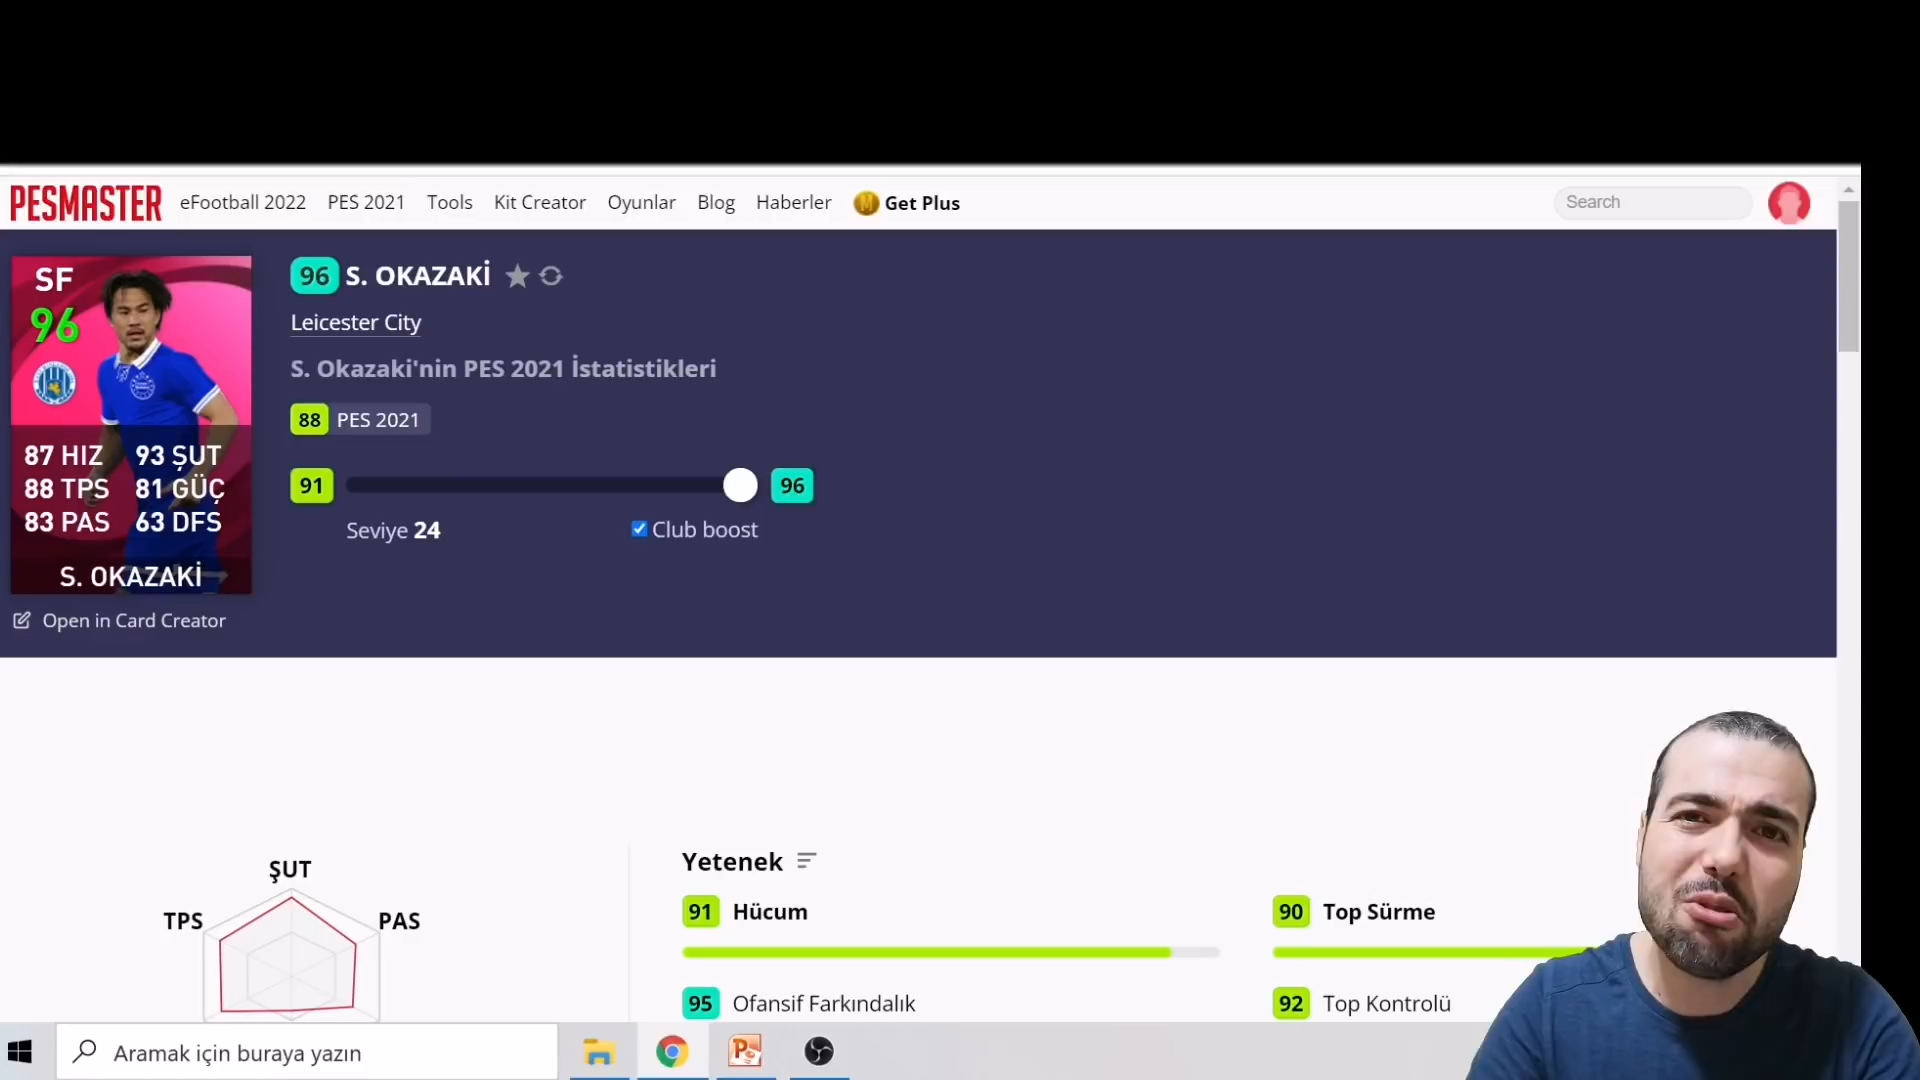 PESMASTER eFootball 2022 PES 2021 Tools Kit Creator Oyunlar Blog Haberler Get Plus Search
SF
96
87 HIZ 93 ŞUT
88 TPS 81 GÜÇ
83 PAS 63 DFS
S. OKAZAKİ
Open in Card Creator
96 S. OKAZAKİ
Leicester City
S. Okazaki'nin PES 2021 İstatistikleri
88 PES 2021
91 96
Seviye 24 Club boost
ŞUT
TPS PAS
Yetenek
91 Hücum
95 Ofansif Farkındalık
90 Top Sürme
92 Top Kontrolü
Aramak için buraya yazın